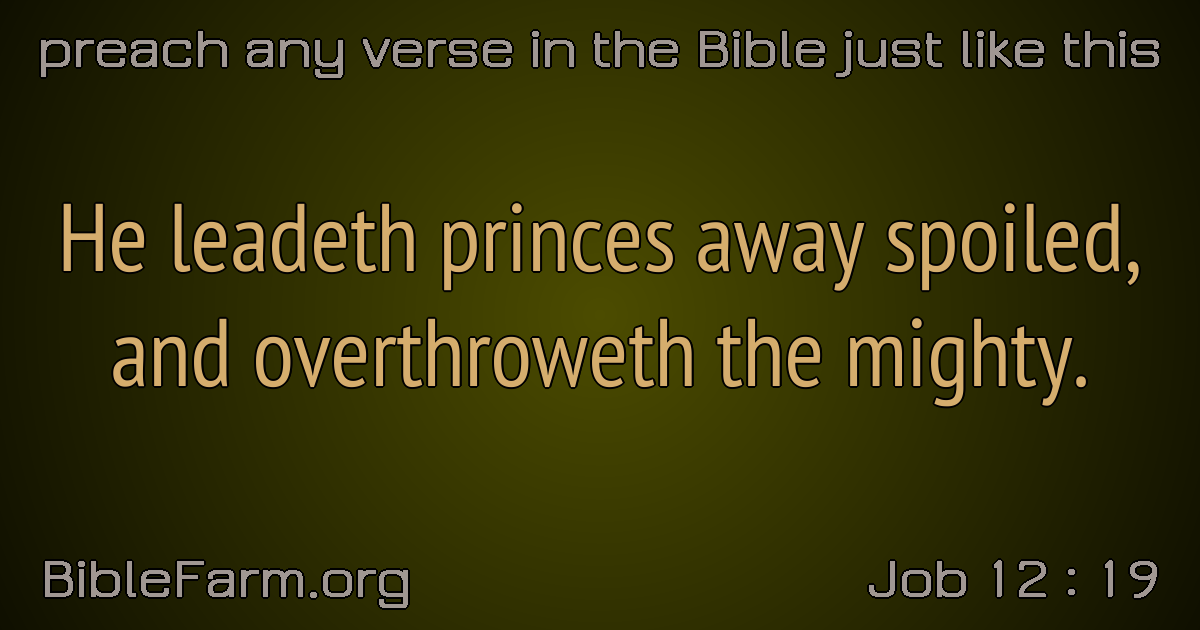 preach any verse in the Bible just like this
He leadeth princes away spoiled,
and overthroweth the mighty.
BibleFarm.org
Job 12 : 19